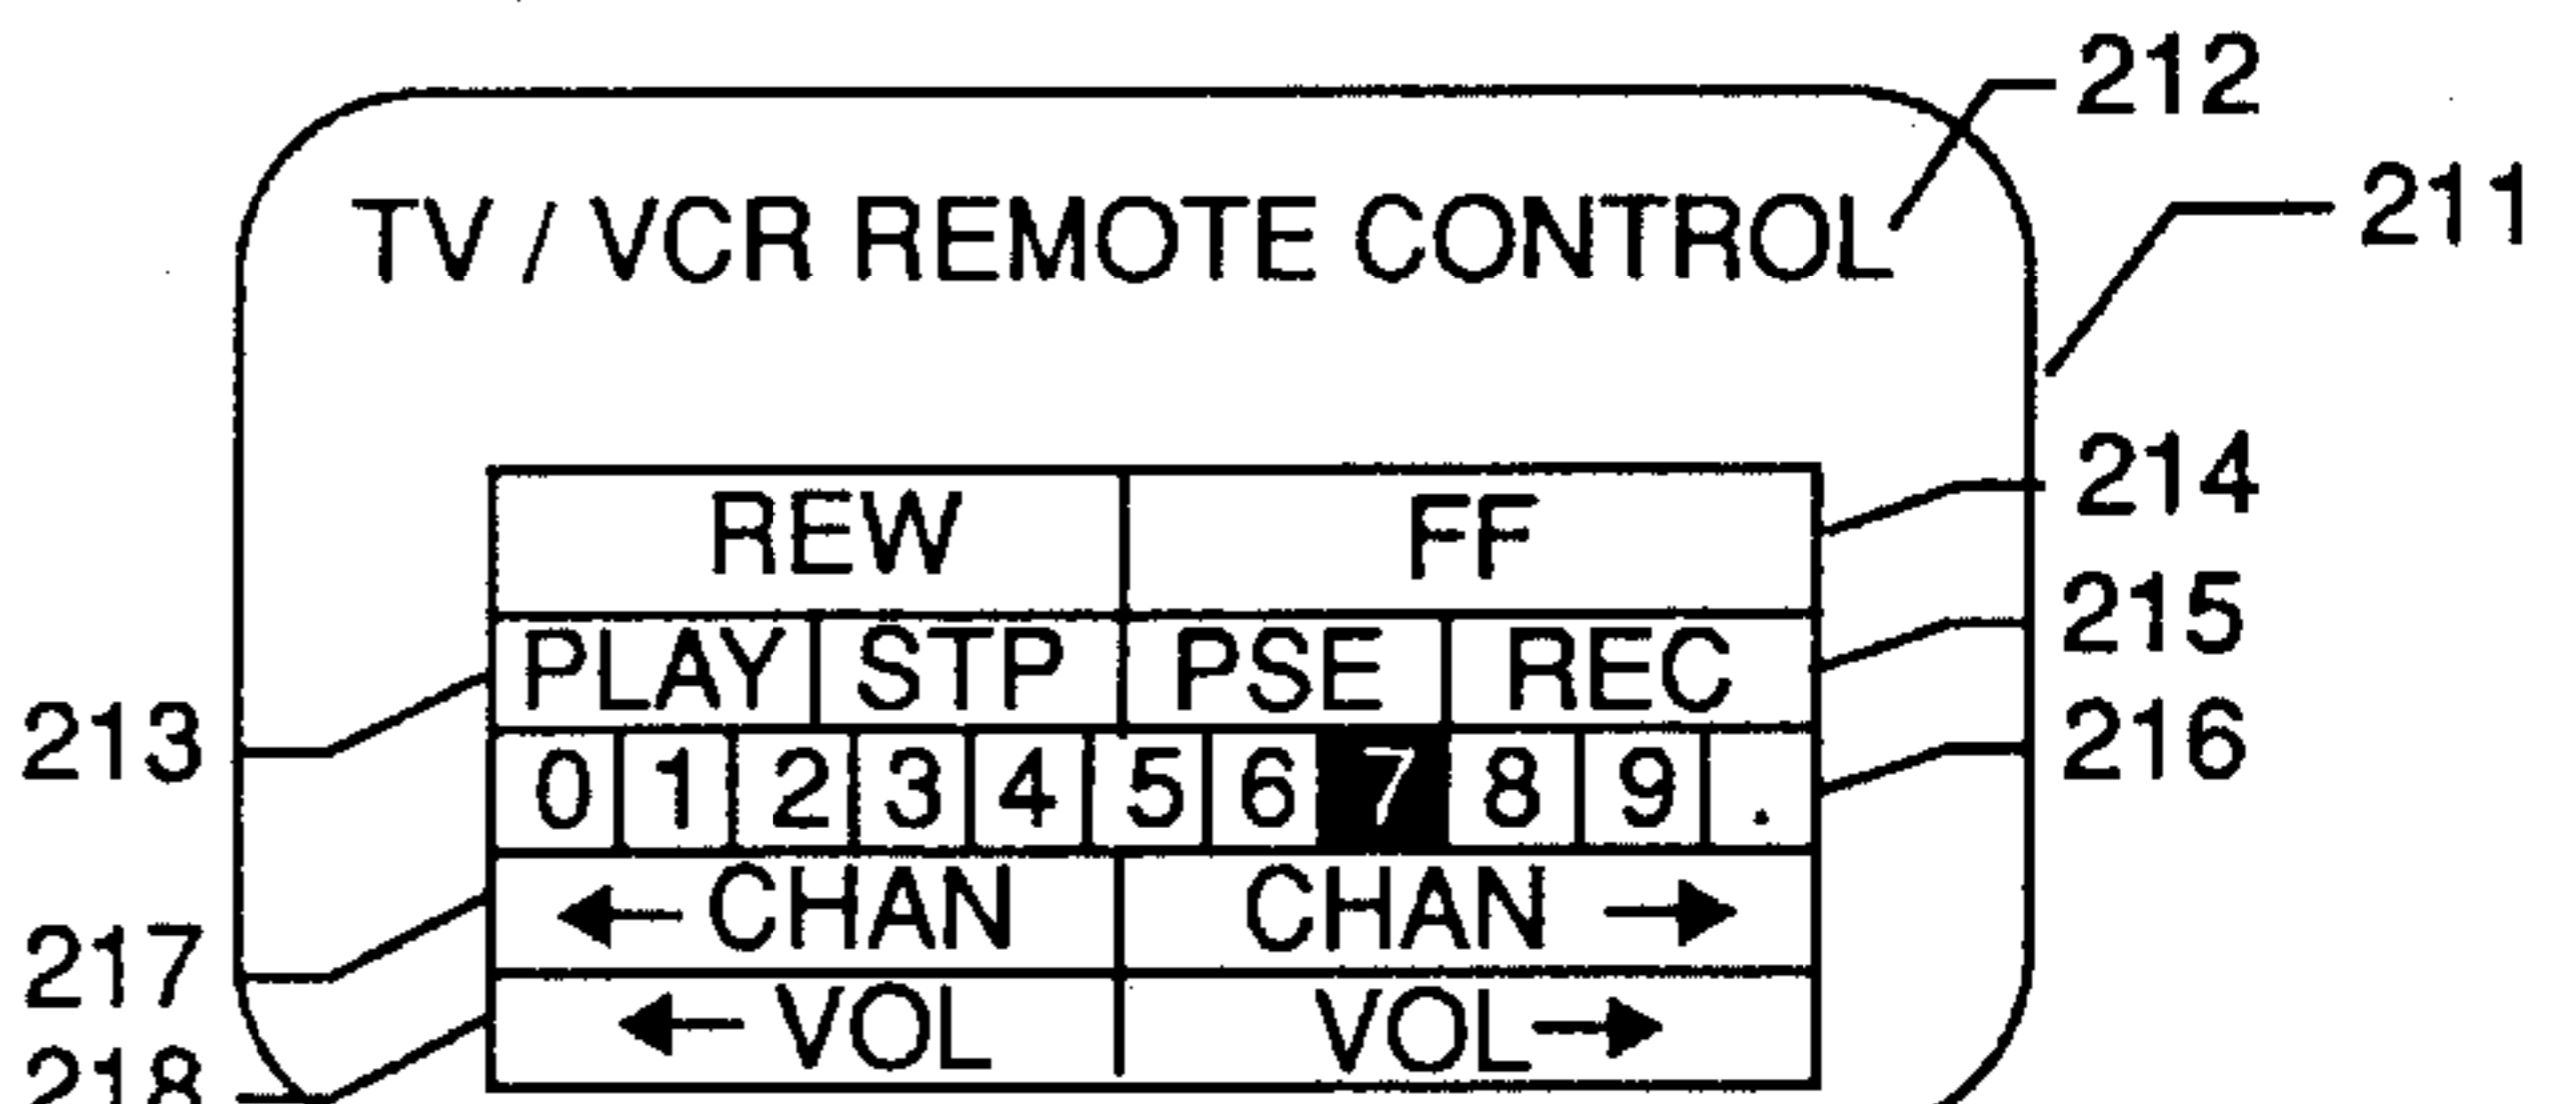 212
TV / VCR REMOTE CONTROL
211
REW FF
214
PLAY STP PSE REC
215
213
0 1 2 3 4 5 6 7 8 9 .
216
← CHAN CHAN →
217
← VOL VOL →
218